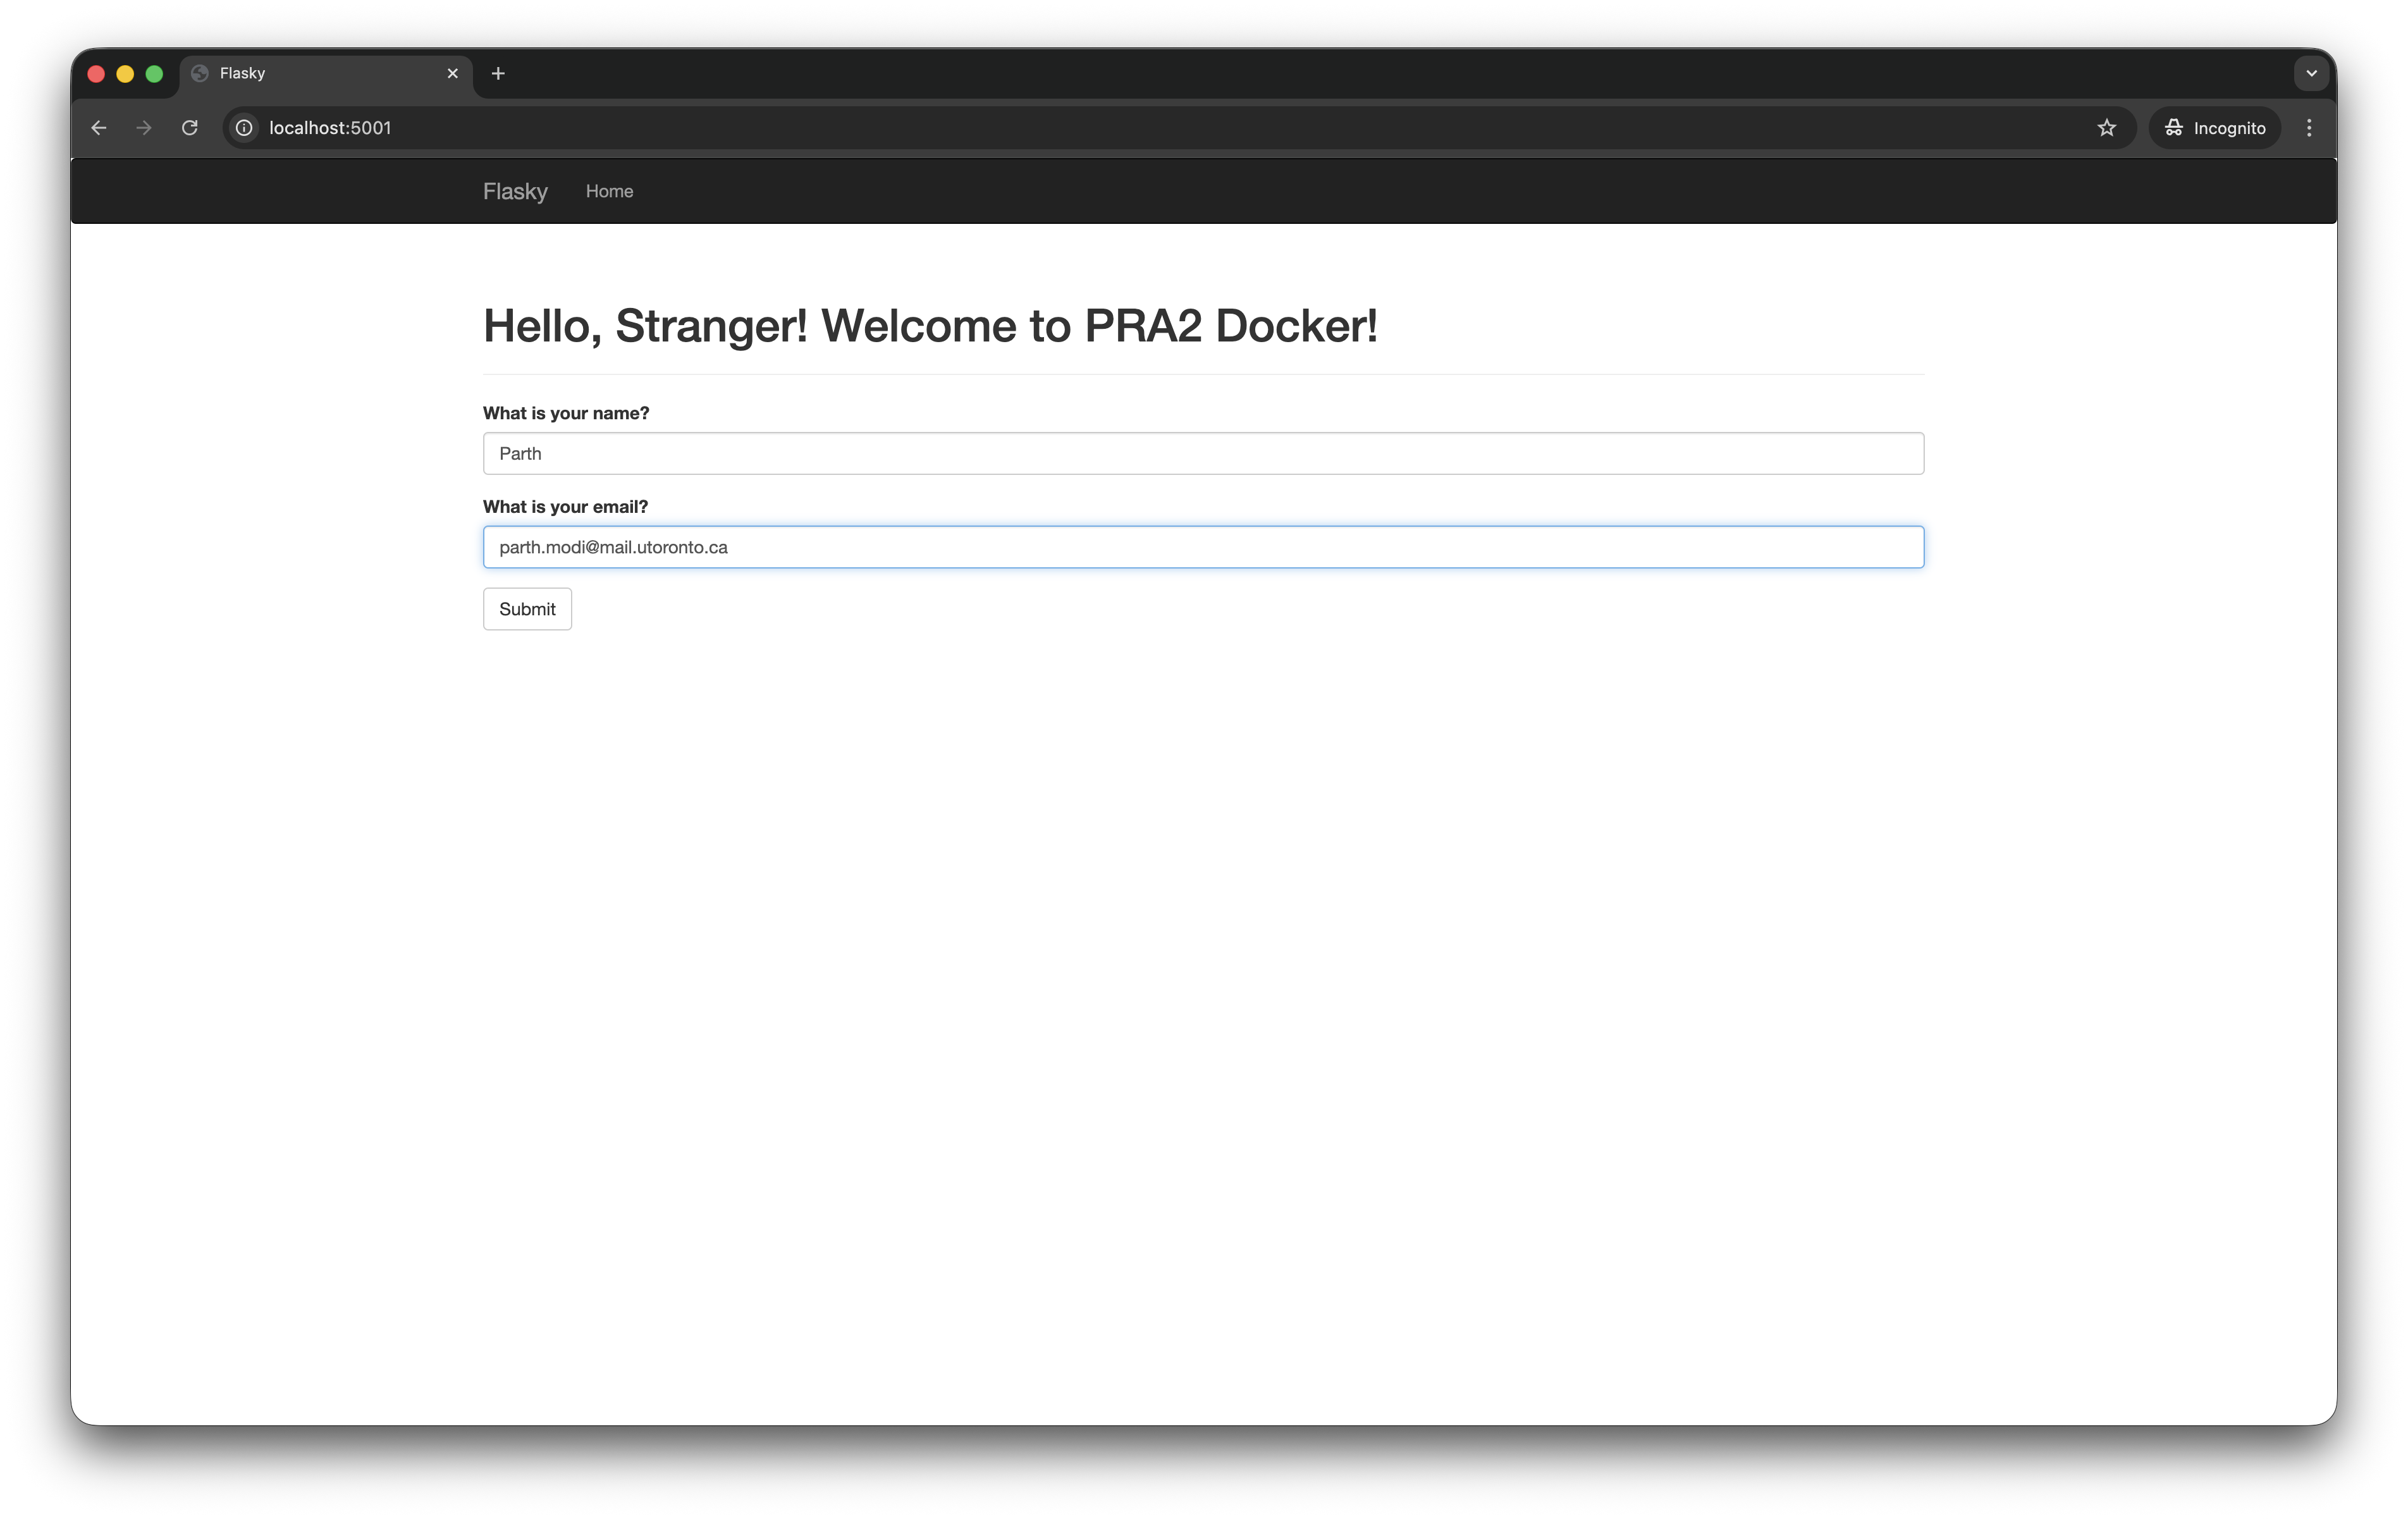 Flasky
localhost:5001
Incognito
Flasky Home
Hello, Stranger! Welcome to PRA2 Docker!
What is your name?
Parth
What is your email?
parth.modi@mail.utoronto.ca
Submit